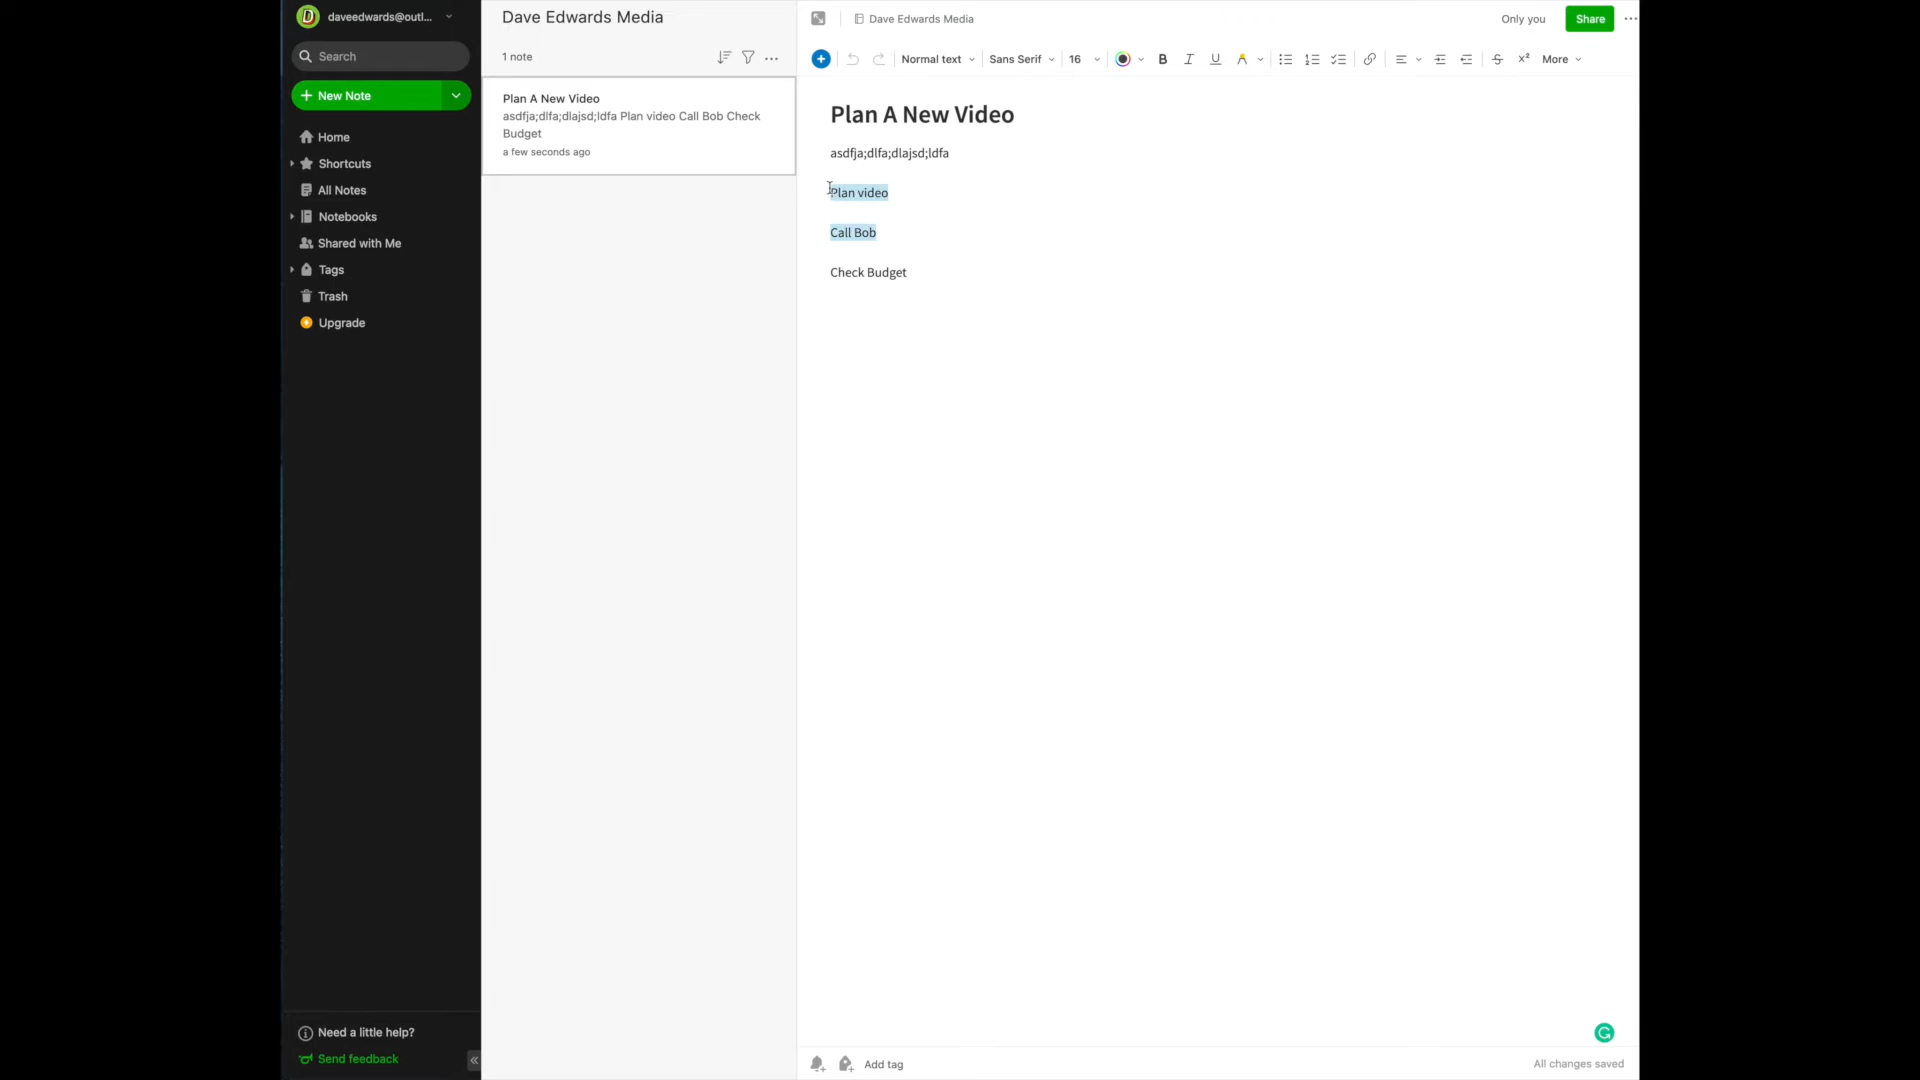 daveedwards@outl...
Search
New Note
Home
Shortcuts
All Notes
Notebooks
Shared with Me
Tags
Trash
Upgrade
Need a little help?
Send feedback
Dave Edwards Media
1 note
Plan A New Video
asdfja;dlfa;dlajsd;ldfa Plan video Call Bob Check
Budget
a few seconds ago
Dave Edwards Media
Only you
Share
Normal text
Sans Serif
16
B
I
U
A
S
X²
More
Plan A New Video
asdfja;dlfa;dlajsd;ldfa
Plan video
Call Bob
Check Budget
Add tag
All changes saved